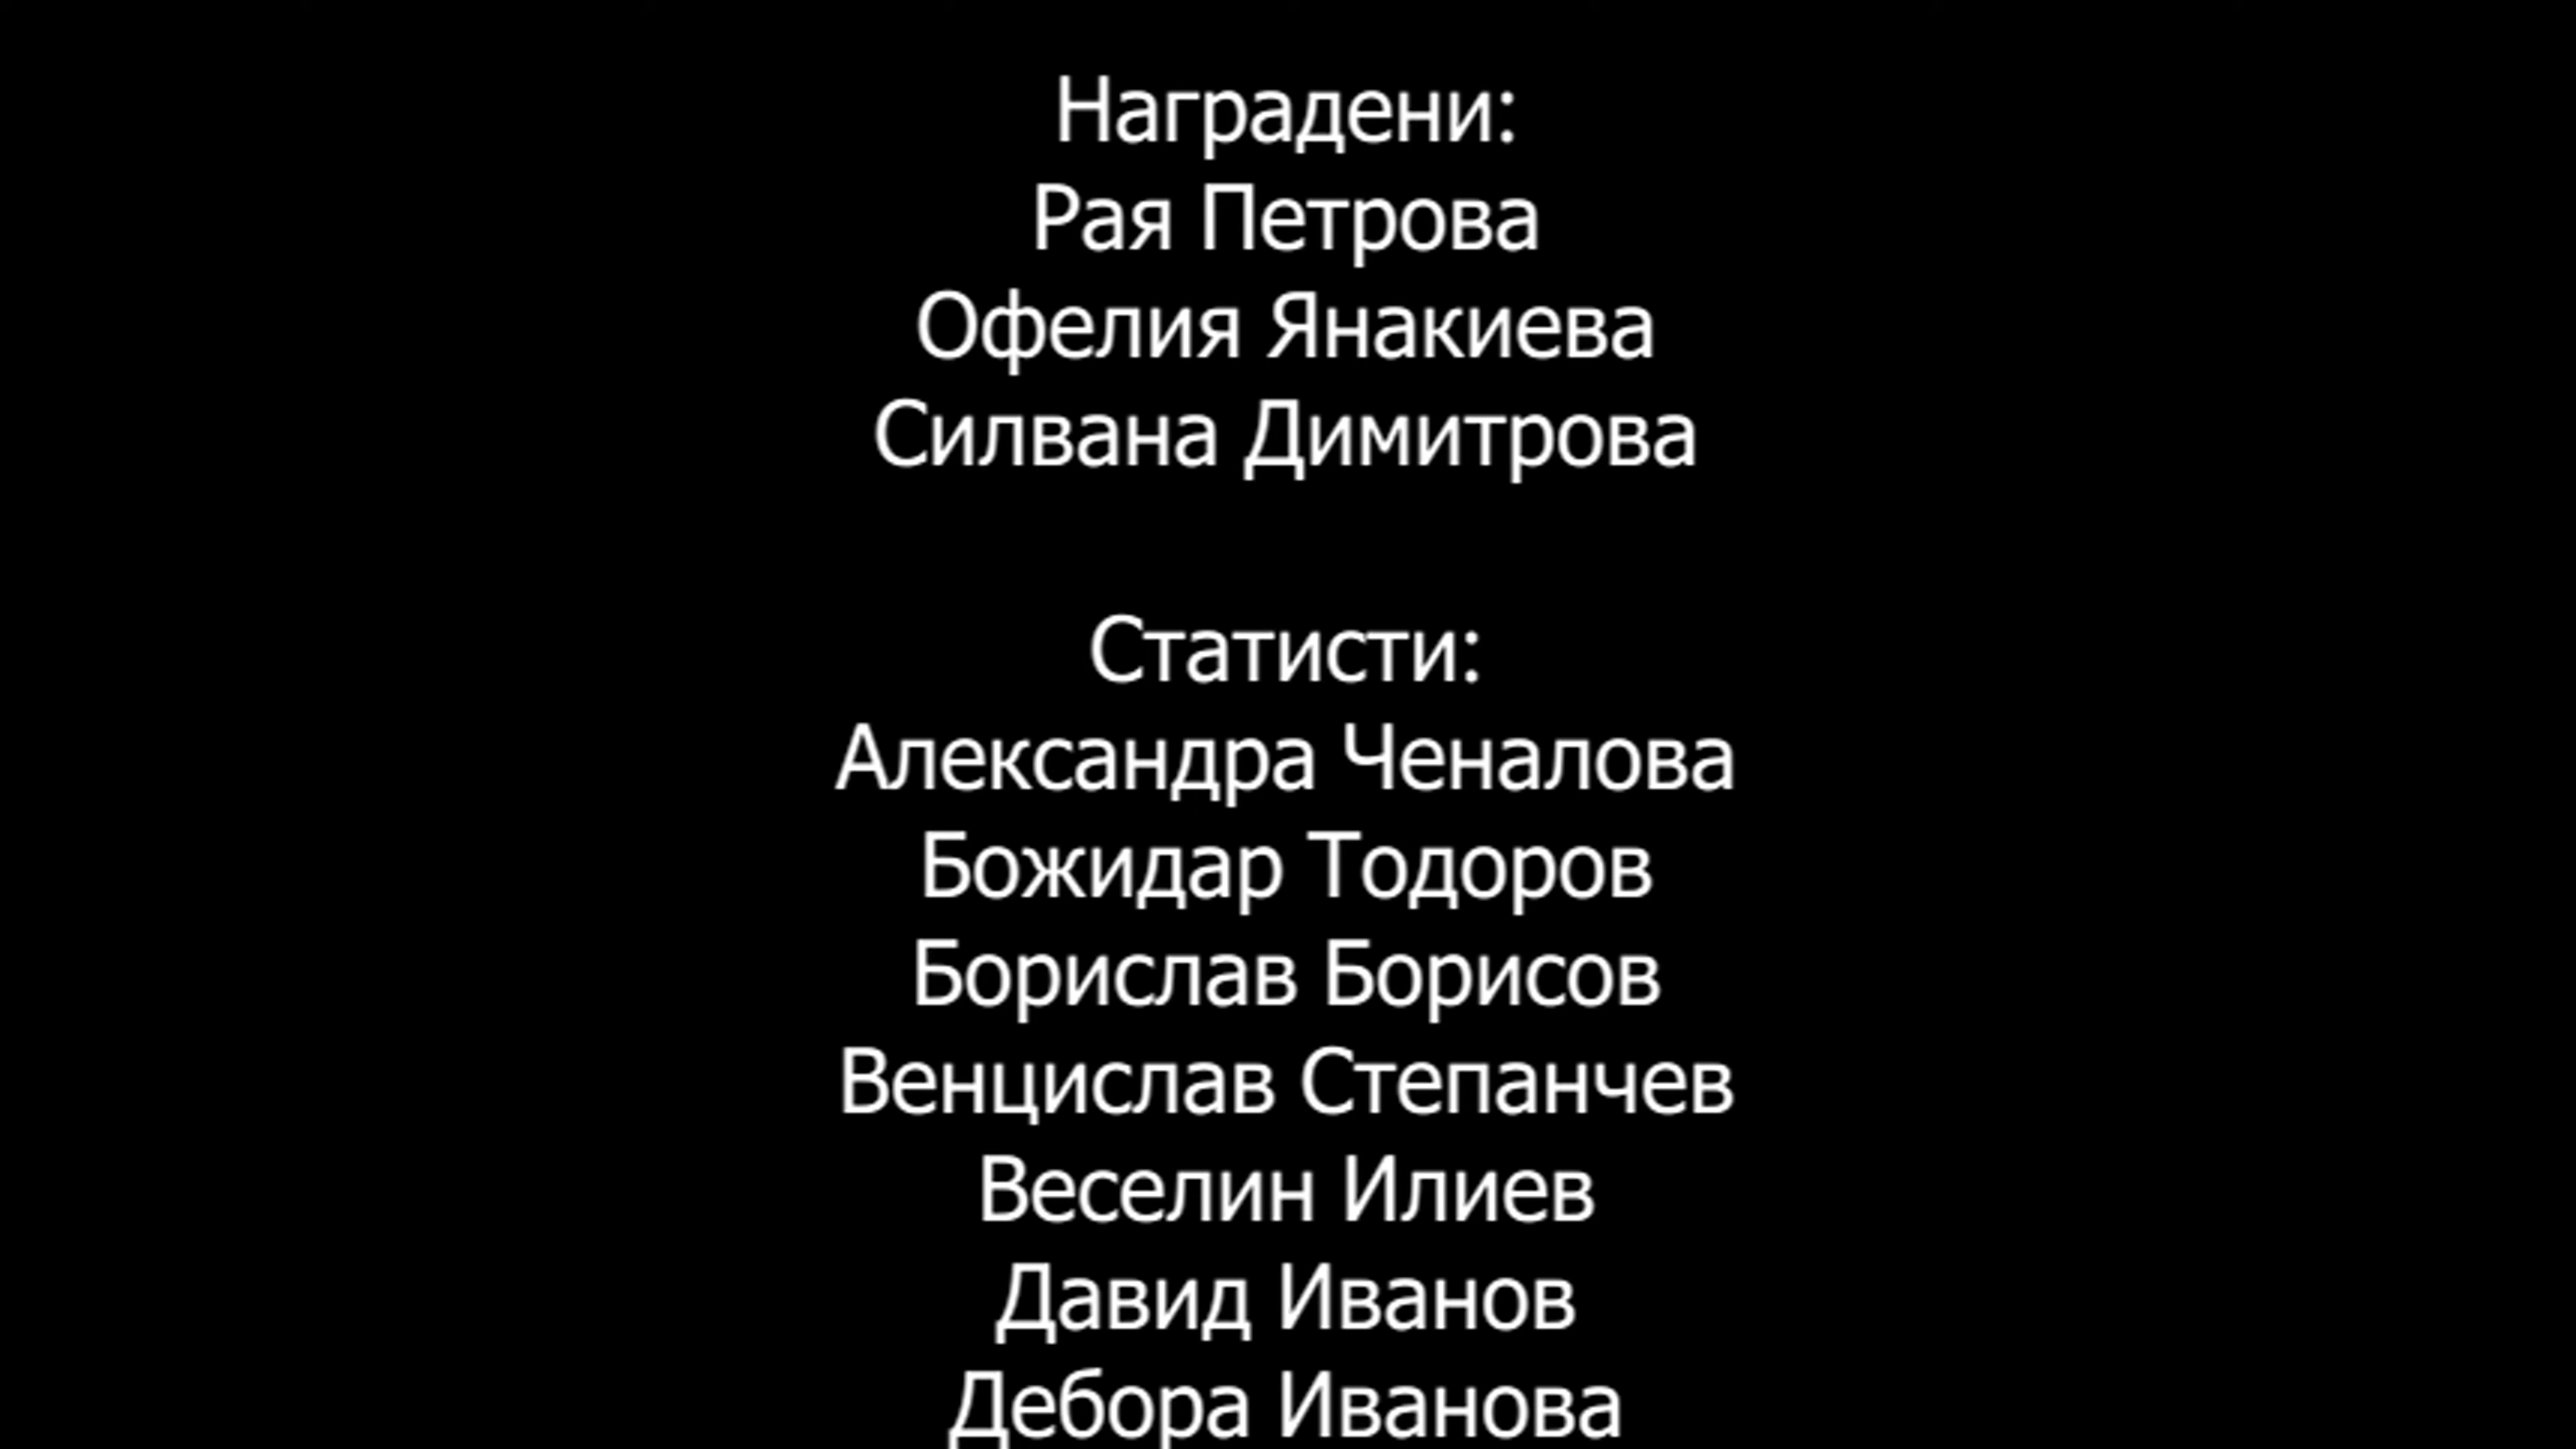 Наградени:
Рая Петрова
Офелия Янакиева
Силвана Димитрова
Статисти:
Александра Ченалова
Божидар Тодоров
Борислав Борисов
Венцислав Степанчев
Веселин Илиев
Давид Иванов
Дебора Иванова